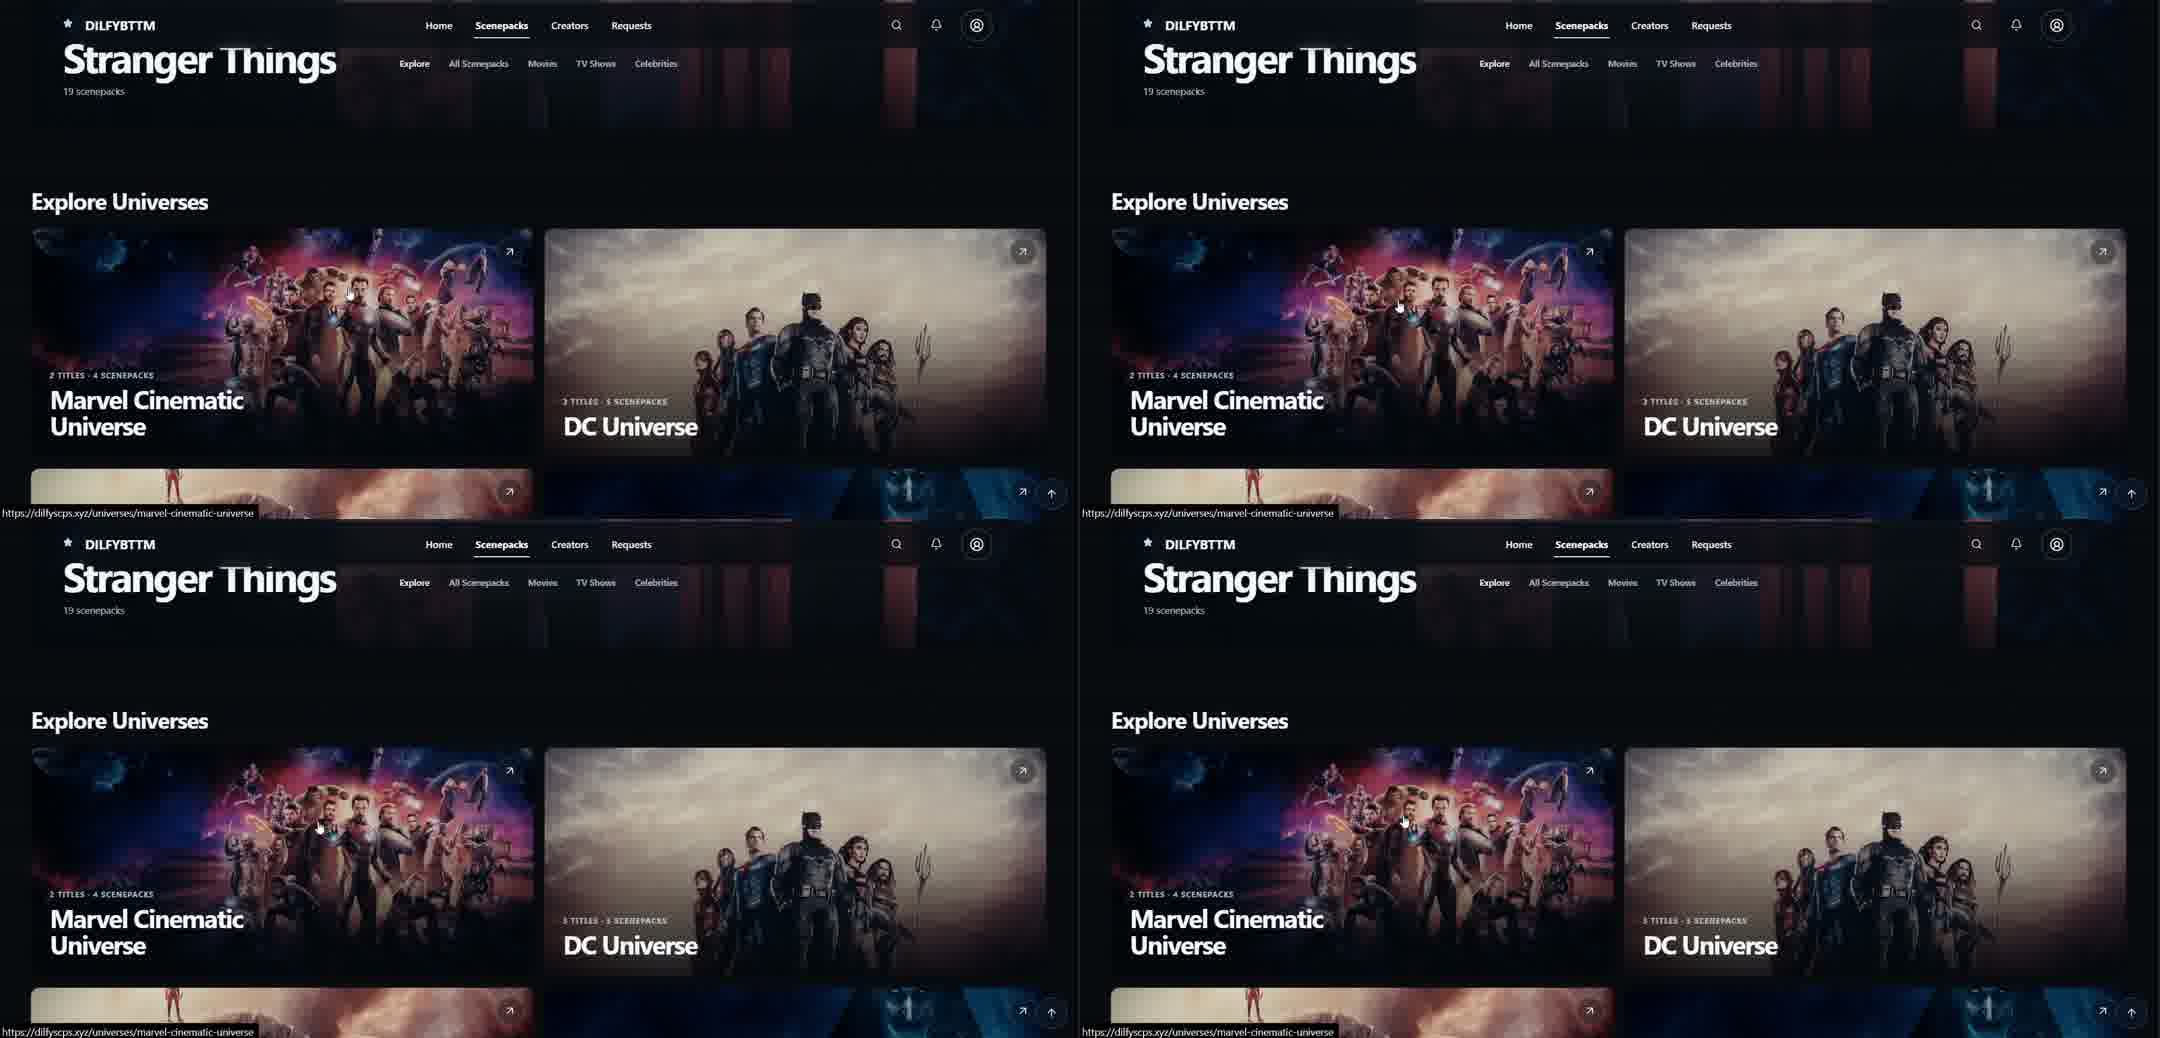 DILFYBTTM
Home Scenepacks Creators Requests
Stranger Things
Explore All Scenepacks Movies TV Shows Celebrities
19 scenepacks
Explore Universes
2 TITLES · 4 SCENEPACKS
Marvel Cinematic
Universe
3 TITLES · 5 SCENEPACKS
DC Universe
https://dilfyscps.xyz/universes/marvel-cinematic-universe
DILFYBTTM
Home Scenepacks Creators Requests
Stranger Things
Explore All Scenepacks Movies TV Shows Celebrities
19 scenepacks
Explore Universes
2 TITLES · 4 SCENEPACKS
Marvel Cinematic
Universe
3 TITLES · 5 SCENEPACKS
DC Universe
https://dilfyscps.xyz/universes/marvel-cinematic-universe
DILFYBTTM
Home Scenepacks Creators Requests
Stranger Things
Explore All Scenepacks Movies TV Shows Celebrities
19 scenepacks
Explore Universes
2 TITLES · 4 SCENEPACKS
Marvel Cinematic
Universe
TITLES · SCENEPACKS
DC Universe
https://dilfyscps.xyz/universes/marvel-cinematic-universe
DILFYBTTM
Home Scenepacks Creators Requests
Stranger Things
Explore All Scenepacks Movies TV Shows Celebrities
19 scenepacks
Explore Universes
2 TITLES · 4 SCENEPACKS
Marvel Cinematic
Universe
TITLES · SCENEPACKS
DC Universe
https://dilfyscps.xyz/universes/marvel-cinematic-universe